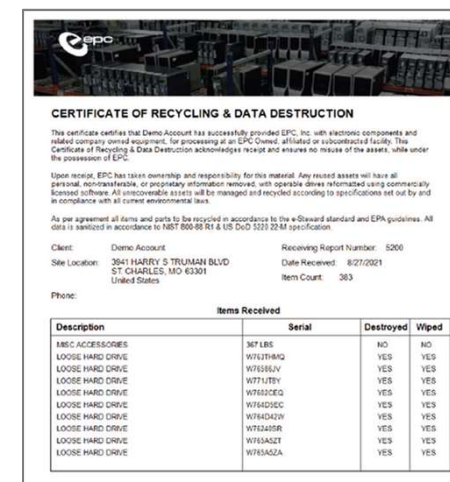 epc
CERTIFICATE OF RECYCLING & DATA DESTRUCTION
This certificate certifies that Demo Account has successfully provided EPC, Inc. with electronic components and
related company owned equipment, for processing at an EPC Owned, affiliated or subcontracted facility. This
Certificate of Recycling & Data Destruction acknowledges receipt and ensures no misuse of the assets, while under
the possession of EPC.
Upon receipt, EPC has taken ownership and responsibility for this material. Any reused assets will have all
personal, non-transferable, or proprietary information removed, with operable drives reformatted using commercially
licensed software. All unrecoverable assets will be managed and recycled according to specifications set out by and
in compliance with all current environmental laws.
As per agreement all items and parts to be recycled in accordance to the e-Steward standard and EPA guidelines. All
data is sanitized in accordance to NIST 800-88 R1 & US DoD 5220 22-M specification.
Client: Demo Account Receiving Report Number: 5200
Site Location: 3941 HARRY S TRUMAN BLVD Date Received: 8/27/2021
ST. CHARLES, MO 63301 Item Count: 383
United States
Phone:
Items Received
Description Serial Destroyed Wiped
MISC ACCESSORIES 367 LBS NO NO
LOOSE HARD DRIVE W763THMQ YES YES
LOOSE HARD DRIVE W76586JV YES YES
LOOSE HARD DRIVE W771JTBY YES YES
LOOSE HARD DRIVE W7602CEQ YES YES
LOOSE HARD DRIVE W764D5EC YES YES
LOOSE HARD DRIVE W764D42W YES YES
LOOSE HARD DRIVE W76240SR YES YES
LOOSE HARD DRIVE W765A5ZT YES YES
LOOSE HARD DRIVE W765A5ZA YES YES